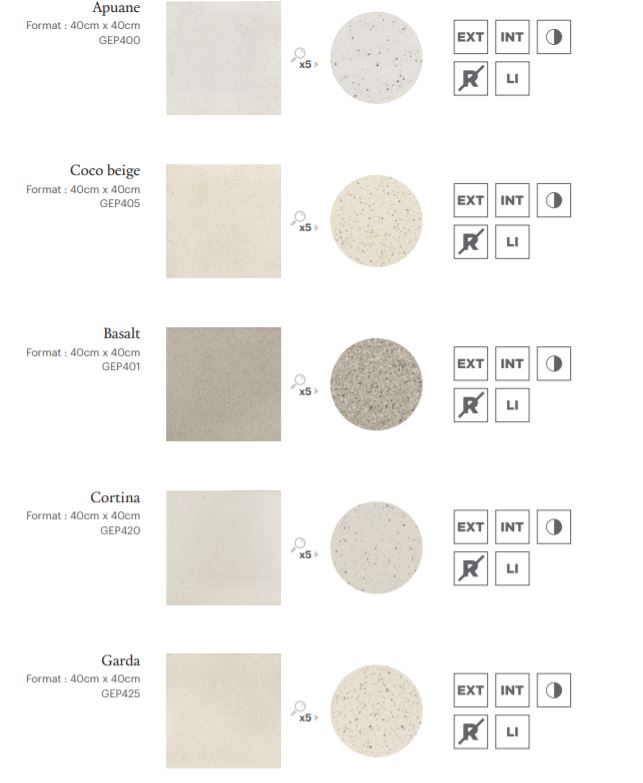 Apuane
Format : 40cm x 40cm
GEP400
x5
EXT INT
R LI
Coco beige
Format : 40cm x 40cm
GEP405
x5
EXT INT
R LI
Basalt
Format : 40cm x 40cm
GEP401
x5
EXT INT
R LI
Cortina
Format : 40cm x 40cm
GEP420
x5
EXT INT
R LI
Garda
Format : 40cm x 40cm
GEP425
x5
EXT INT
R LI